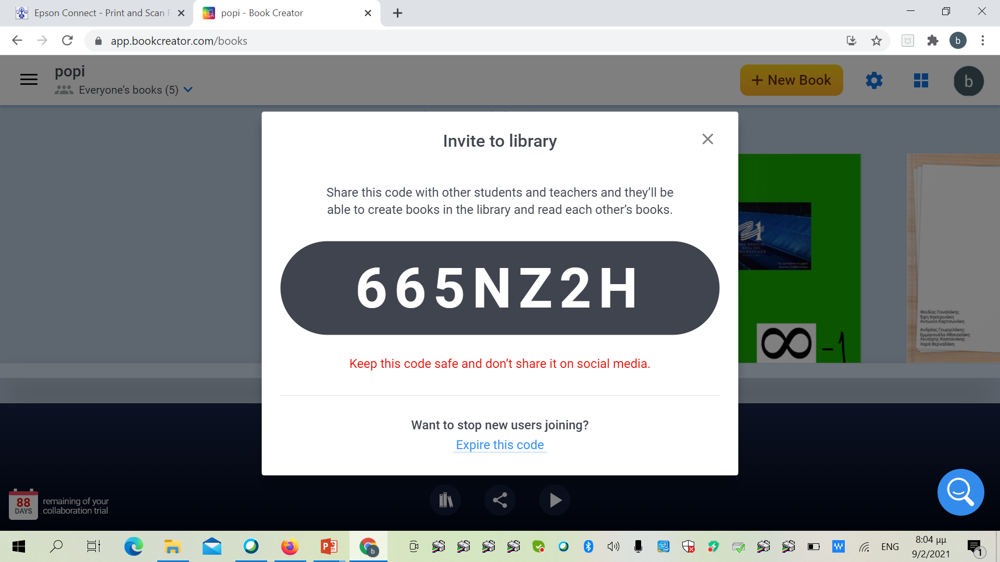 Epson Connect - Print and Scan F
popi - Book Creator
app.bookcreator.com/books
b
popi
Everyone’s books (5)
+ New Book
b
Invite to library
Share this code with other students and teachers and they’ll be
able to create books in the library and read each other’s books.
665NZ2H
Keep this code safe and don’t share it on social media.
Want to stop new users joining?
Expire this code
21
∞ -1
Φειδίας Γοναλάκης
Έφη Καστρινάκη
Αντωνία Καρτσωνάκη
Ανδρέας Γεωργιλάκης
Εμμανουέλα Αθανασάκη
Λευτέρης Καστανάκης
Χαρά Βερναδάκη
88
DAYS
remaining of your
collaboration trial
b
ENG
8:04 μμ
9/2/2021
1